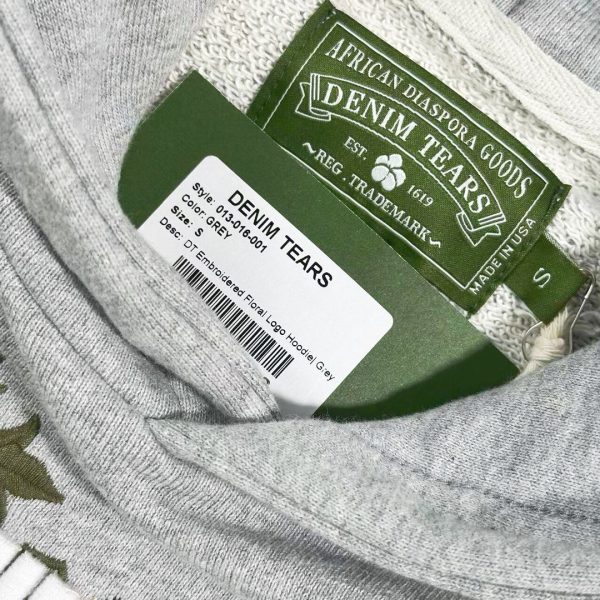 AFRICAN DIASPORA GOODS
DENIM TEARS
EST. 1619
~REG. TRADEMARK~
MADE IN USA
S
DENIM TEARS
Style: 013-016-001
Color: GREY
Size: S
Desc: DT Embroidered Floral Logo Hoodie| Grey